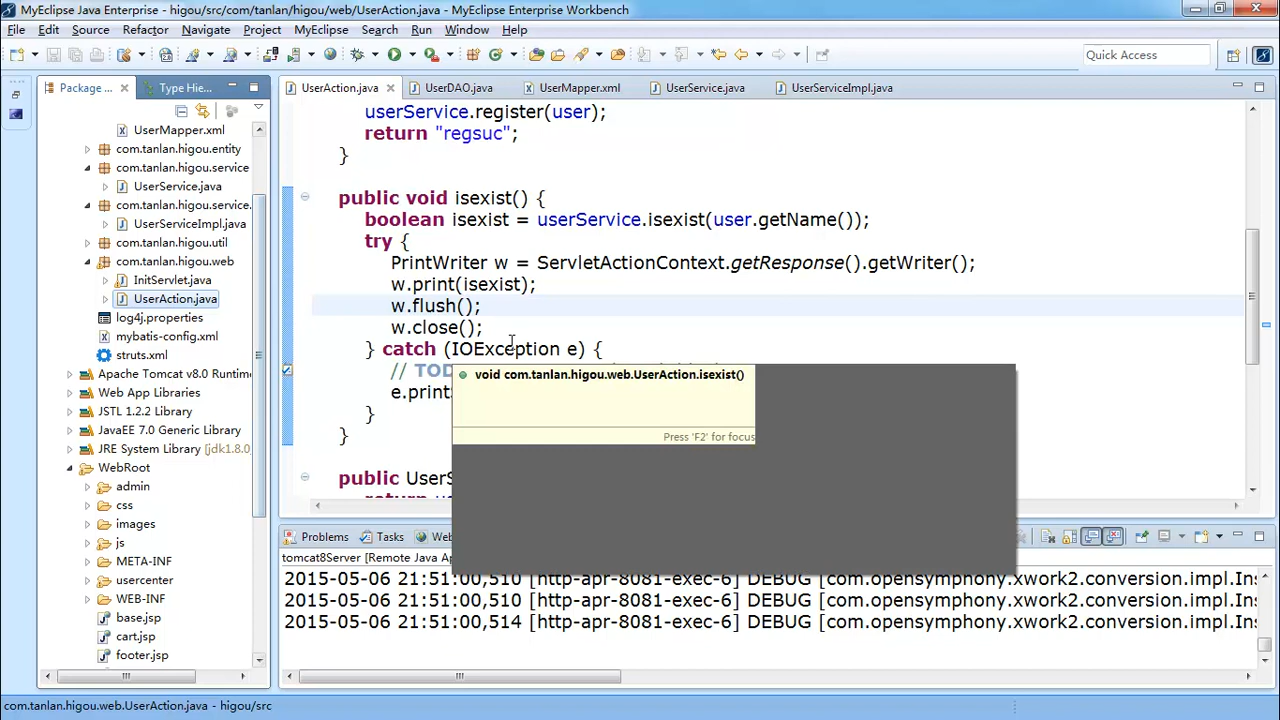 MyEclipse Java Enterprise - higou/src/com/tanlan/higou/web/UserAction.java - MyEclipse Enterprise Workbench
File Edit Source Refactor Navigate Project MyEclipse Search Run Window Help
Quick Access
Package ... Type Hie...
UserAction.java UserDAO.java UserMapper.xml UserService.java UserServiceImpl.java
UserMapper.xml
com.tanlan.higou.entity
com.tanlan.higou.service
UserService.java
com.tanlan.higou.service.
UserServiceImpl.java
com.tanlan.higou.util
com.tanlan.higou.web
InitServlet.java
UserAction.java
log4j.properties
mybatis-config.xml
struts.xml
Apache Tomcat v8.0 Runtim
Web App Libraries
JSTL 1.2.2 Library
JavaEE 7.0 Generic Library
JRE System Library [jdk1.8.0
WebRoot
admin
css
images
js
META-INF
usercenter
WEB-INF
base.jsp
cart.jsp
footer.jsp
userService.register(user);
return "regsuc";
}
public void isexist() {
boolean isexist = userService.isexist(user.getName());
try {
PrintWriter w = ServletActionContext.getResponse().getWriter();
w.print(isexist);
w.flush();
w.close();
} catch (IOException e) {
// TOD
e.print
}
}
public UserS
void com.tanlan.higou.web.UserAction.isexist()
Press 'F2' for focus
Problems Tasks Web
tomcat8Server [Remote Java Ap
2015-05-06 21:51:00,510 [http-apr-8081-exec-6] DEBUG [com.opensymphony.xwork2.conversion.impl.Ins
2015-05-06 21:51:00,510 [http-apr-8081-exec-6] DEBUG [com.opensymphony.xwork2.conversion.impl.Ins
2015-05-06 21:51:00,514 [http-apr-8081-exec-6] DEBUG [com.opensymphony.xwork2.conversion.impl.Ins
com.tanlan.higou.web.UserAction.java - higou/src